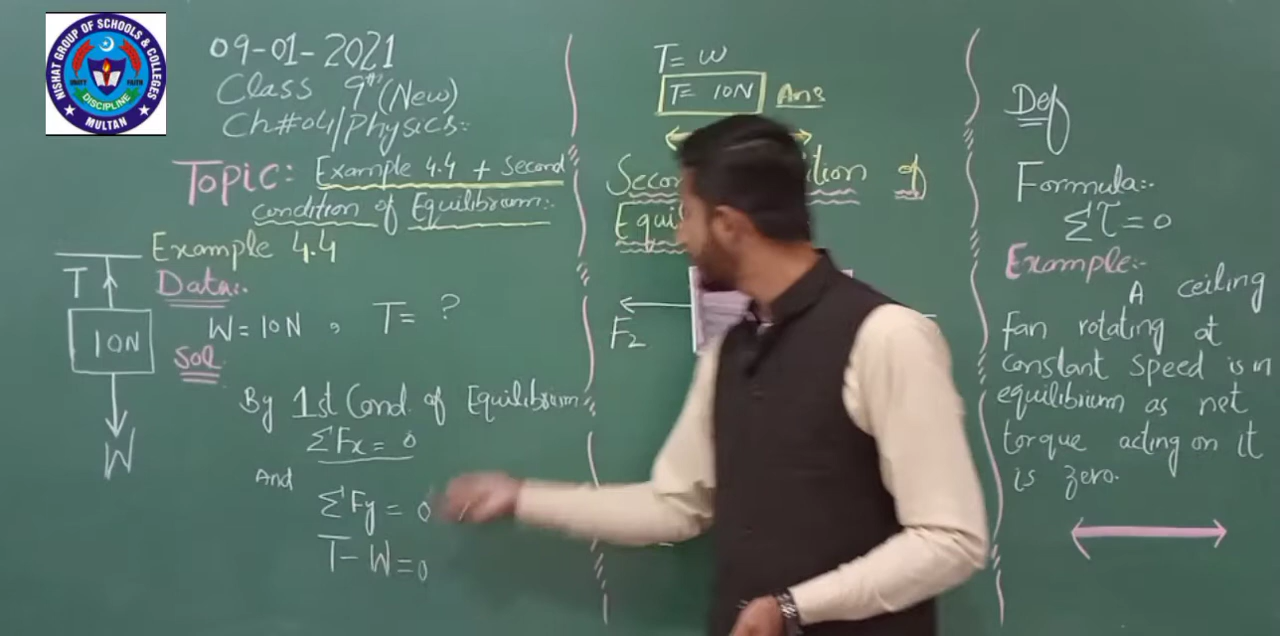 NISHAT GROUP OF SCHOOLS & COLLEGES
UNITY FAITH
DISCIPLINE
MULTAN
09-01-2021
Class 9th (New)
Ch#04/Physics:-
Topic: Example 4.4 + Second
condition of Equilibrium:-
Example 4.4
Data:-
W = 10N , T = ?
T
10N
W
Sol
By 1st Cond. of Equilibrium
ΣFx = 0
And
ΣFy = 0
T - W = 0
T = W
T = 10N Ans
of
F2
Def
Formula:-
Στ = 0
Example:-
A ceiling
fan rotating at
constant speed is in
equilibrium as net
torque acting on it
is zero.